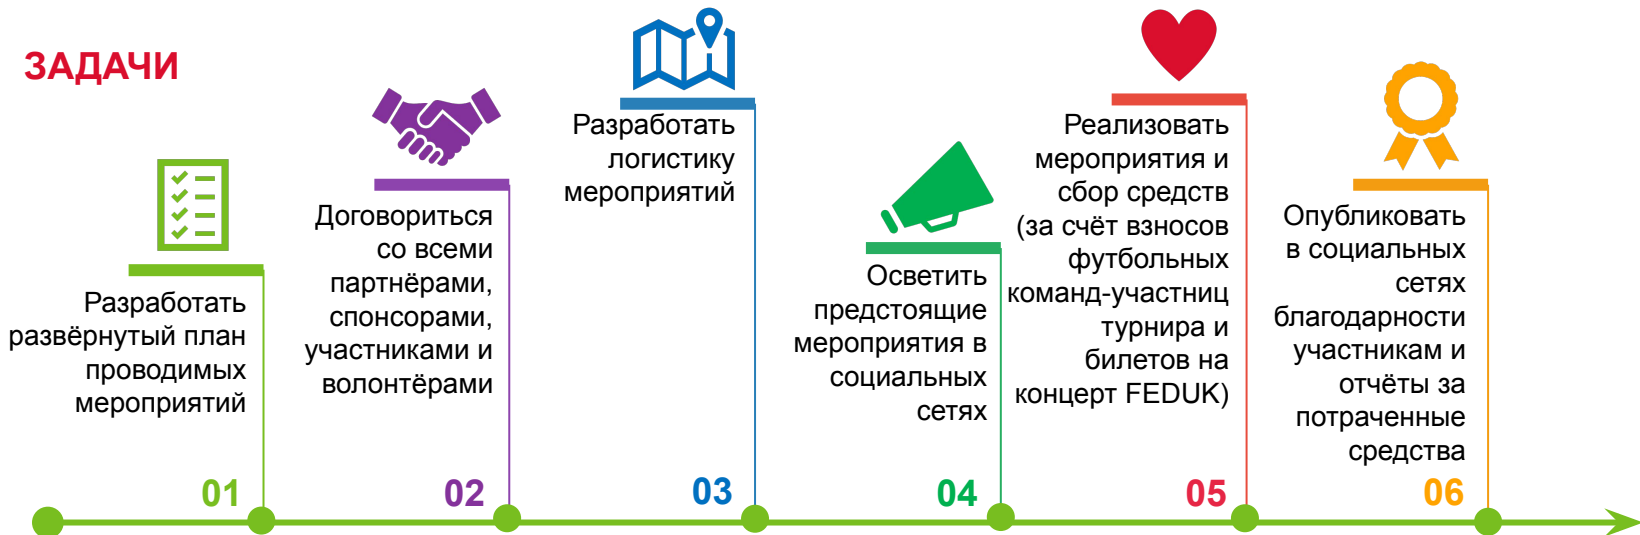 ЗАДАЧИ
Разработать
развёрнутый план
проводимых
мероприятий
01
Договориться
со всеми
партнёрами,
спонсорами,
участниками и
волонтёрами
02
Разработать
логистику
мероприятий
03
Осветить
предстоящие
мероприятия в
социальных
сетях
04
Реализовать
мероприятия и
сбор средств
(за счёт взносов
футбольных
команд-участниц
турнира и
билетов на
концерт FEDUK)
05
Опубликовать
в социальных
сетях
благодарности
участникам и
отчёты за
потраченные
средства
06